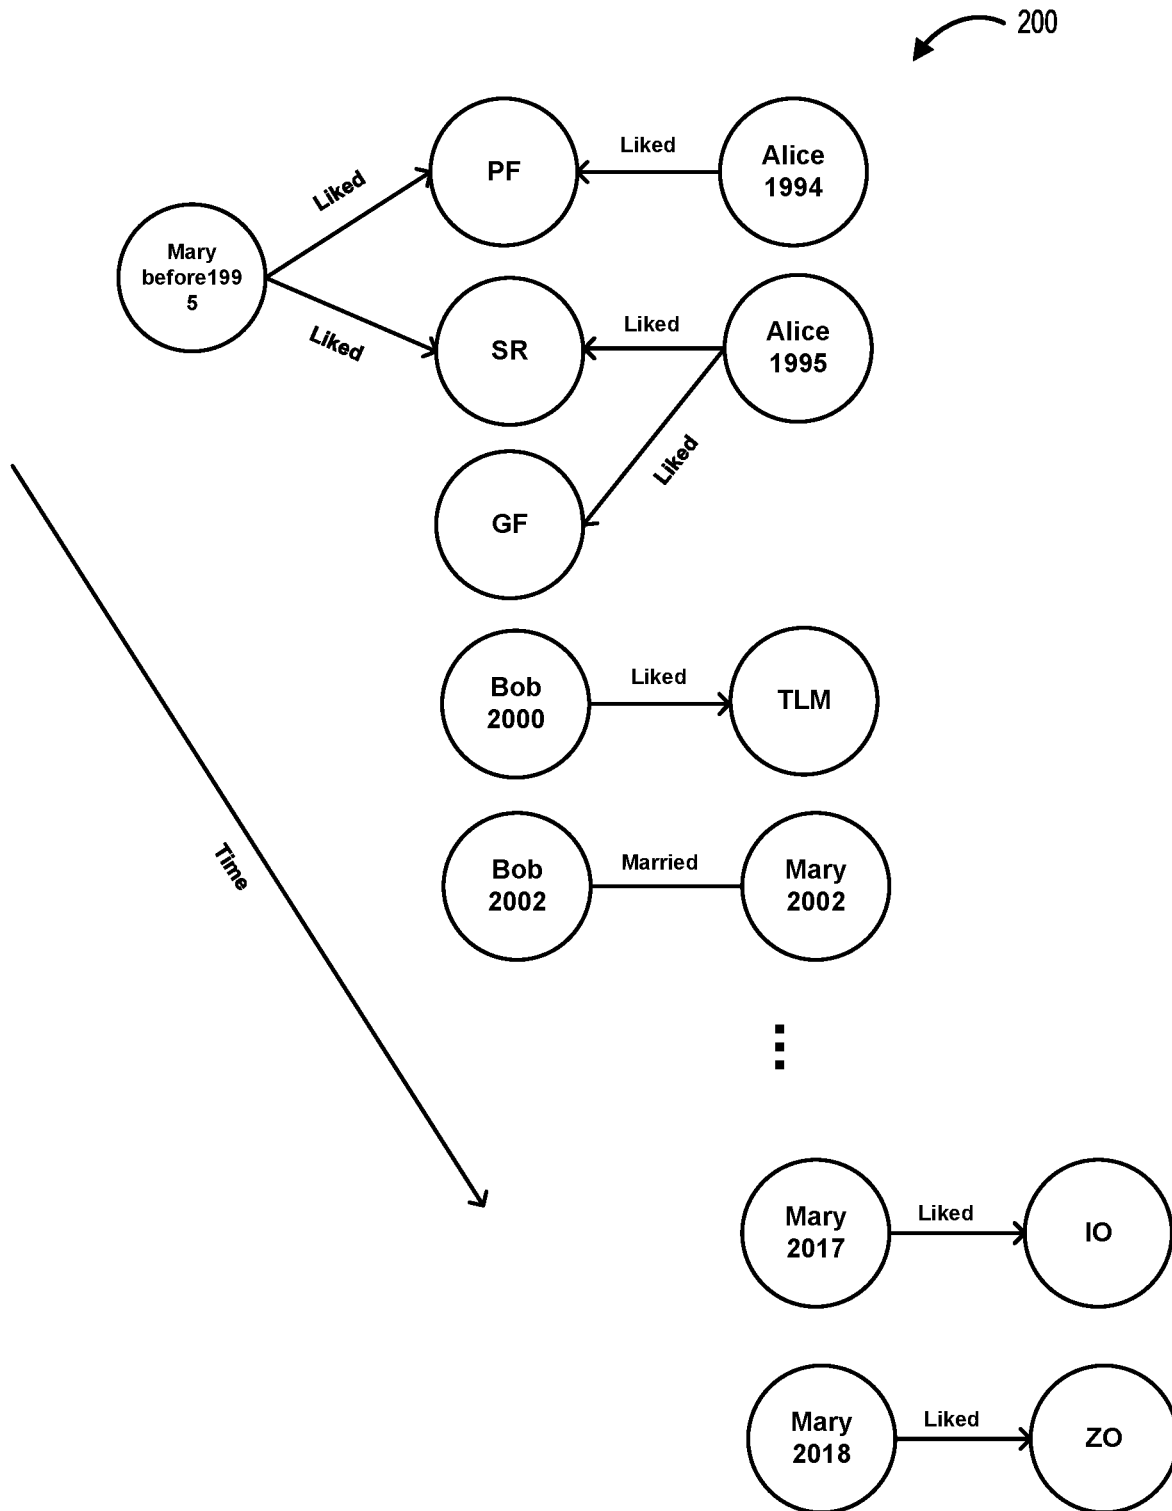 200
PF
Liked
Alice
1994
Liked
Mary
before199
5
Liked
SR
Liked
Alice
1995
Liked
GF
Bob
2000
Liked
TLM
Time
Bob
2002
Married
Mary
2002
Mary
2017
Liked
IO
Mary
2018
Liked
ZO